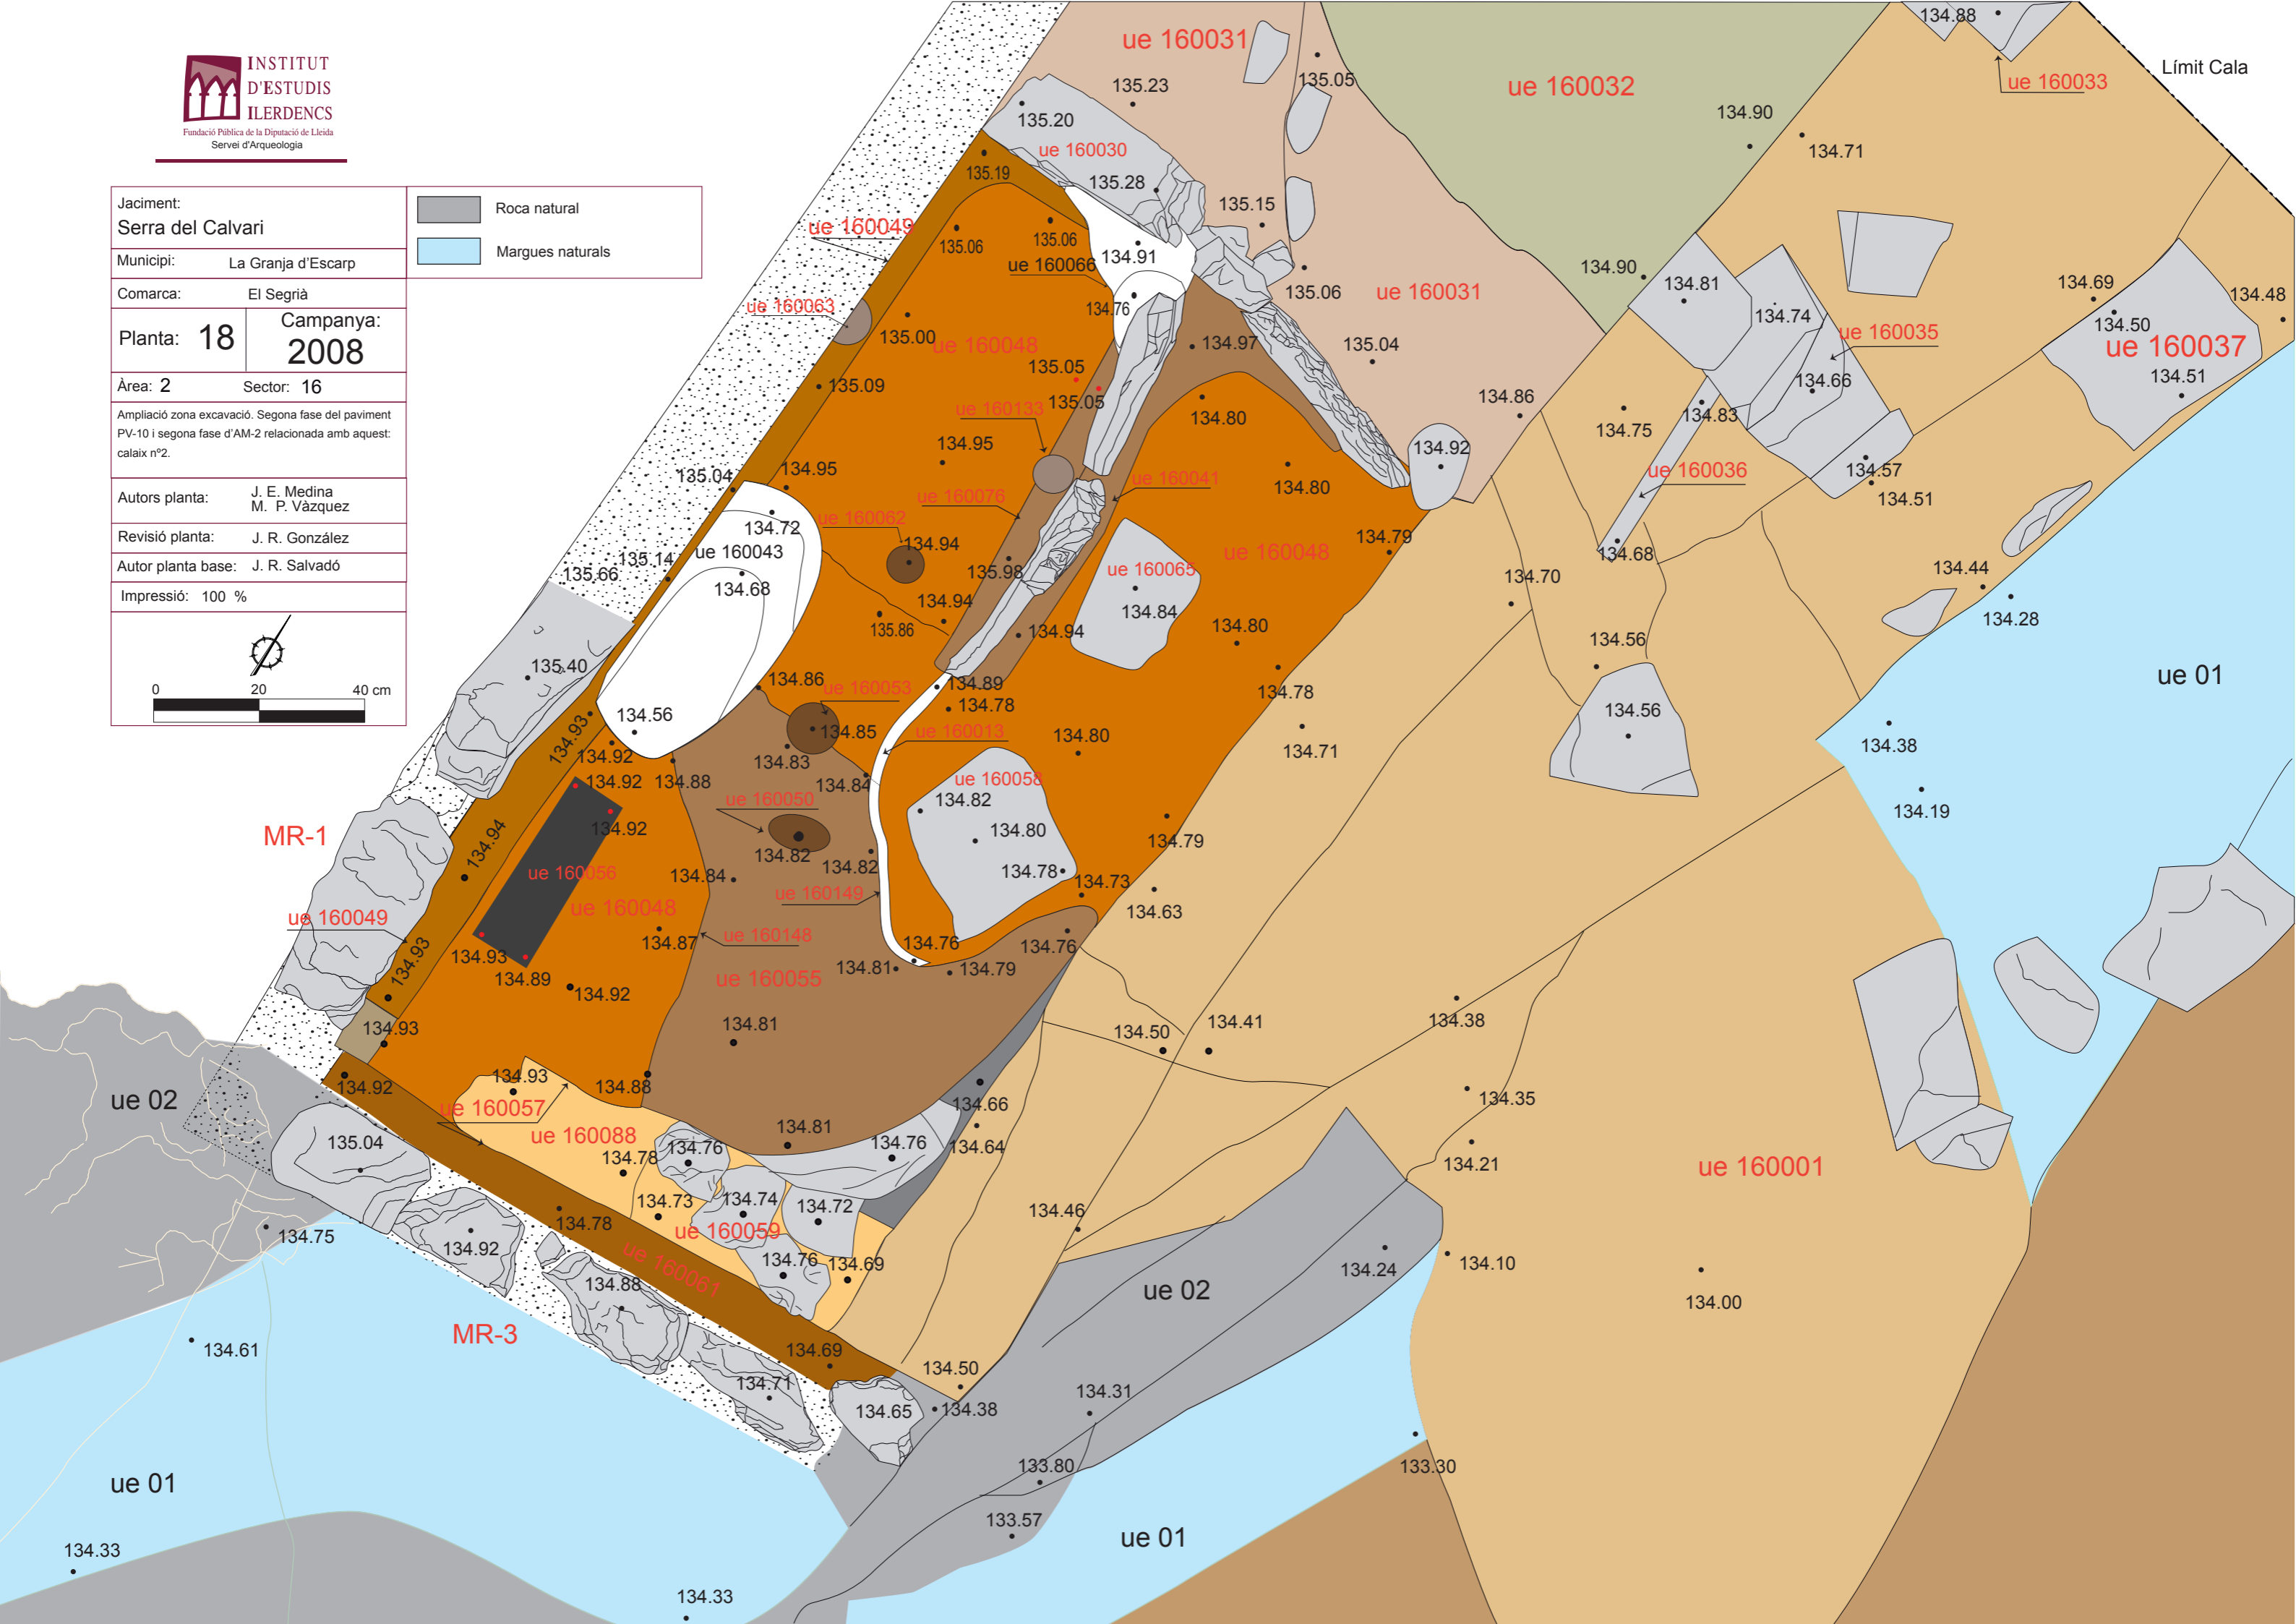 INSTITUT
D'ESTUDIS
ILERDENCS
Fundació Pública de la Diputació de Lleida
Servei d'Arqueologia
Jaciment:
Serra del Calvari
Municipi: La Granja d'Escarp
Comarca: El Segrià
Planta: 18 Campanya: 2008
Àrea: 2 Sector: 16
Ampliació zona excavació. Segona fase del paviment
PV-10 i segona fase d'AM-2 relacionada amb aquest:
calaix nº2.
Autors planta: J. E. Medina
M. P. Vàzquez
Revisió planta: J. R. González
Autor planta base: J. R. Salvadó
Impressió: 100 %
0 20 40 cm
Roca natural
Margues naturals
ue 160031
135.05
135.23
135.20
ue 160030
135.19
135.28
135.15
ue 160032
134.90
134.71
134.88
ue 160033
Límit Cala
ue 160049
135.06
135.06
ue 160066
134.91
134.76
135.06
ue 160031
134.90
134.81
134.74
134.69
134.48
134.50
ue 160037
134.51
ue 160035
134.66
ue 160063
135.00
ue 160048
134.97
135.04
135.05
135.05
135.09
ue 160133
134.80
134.86
134.75
134.83
134.92
134.95
134.95
135.04
ue 160076
ue 160041
134.80
ue 160036
134.57
134.51
134.72
ue 160062
134.94
ue 160043
135.14
135.66
134.68
135.98
ue 160065
134.84
ue 160048
134.79
134.68
134.70
134.44
134.28
134.94
135.86
134.94
134.80
134.56
135.40
134.86
ue 160053
134.89
134.78
134.78
134.56
ue 01
134.56
134.93
134.92
134.85
134.83
ue 160013
134.80
134.71
134.38
134.92
134.88
134.84
ue 160058
134.82
134.19
MR-1
134.94
134.92
ue 160050
134.82
134.82
134.80
134.79
134.78
134.73
ue 160056
134.84
ue 160149
134.63
ue 160049
ue 160048
134.87
ue 160148
134.93
134.93
134.89
134.92
ue 160055
134.81
134.76
134.79
134.76
134.93
134.81
134.50
134.41
134.38
134.92
134.93
134.88
ue 02
ue 160057
ue 160088
134.78
134.76
134.81
134.76
134.66
134.64
134.35
134.21
ue 160001
135.04
134.73
134.74
134.72
134.46
134.75
134.92
134.78
ue 160059
ue 160061
134.76
134.69
134.88
ue 02
134.24
134.10
134.00
MR-3
134.61
134.69
134.71
134.50
134.65
134.38
134.31
ue 01
133.80
133.30
133.57
ue 01
134.33
134.33